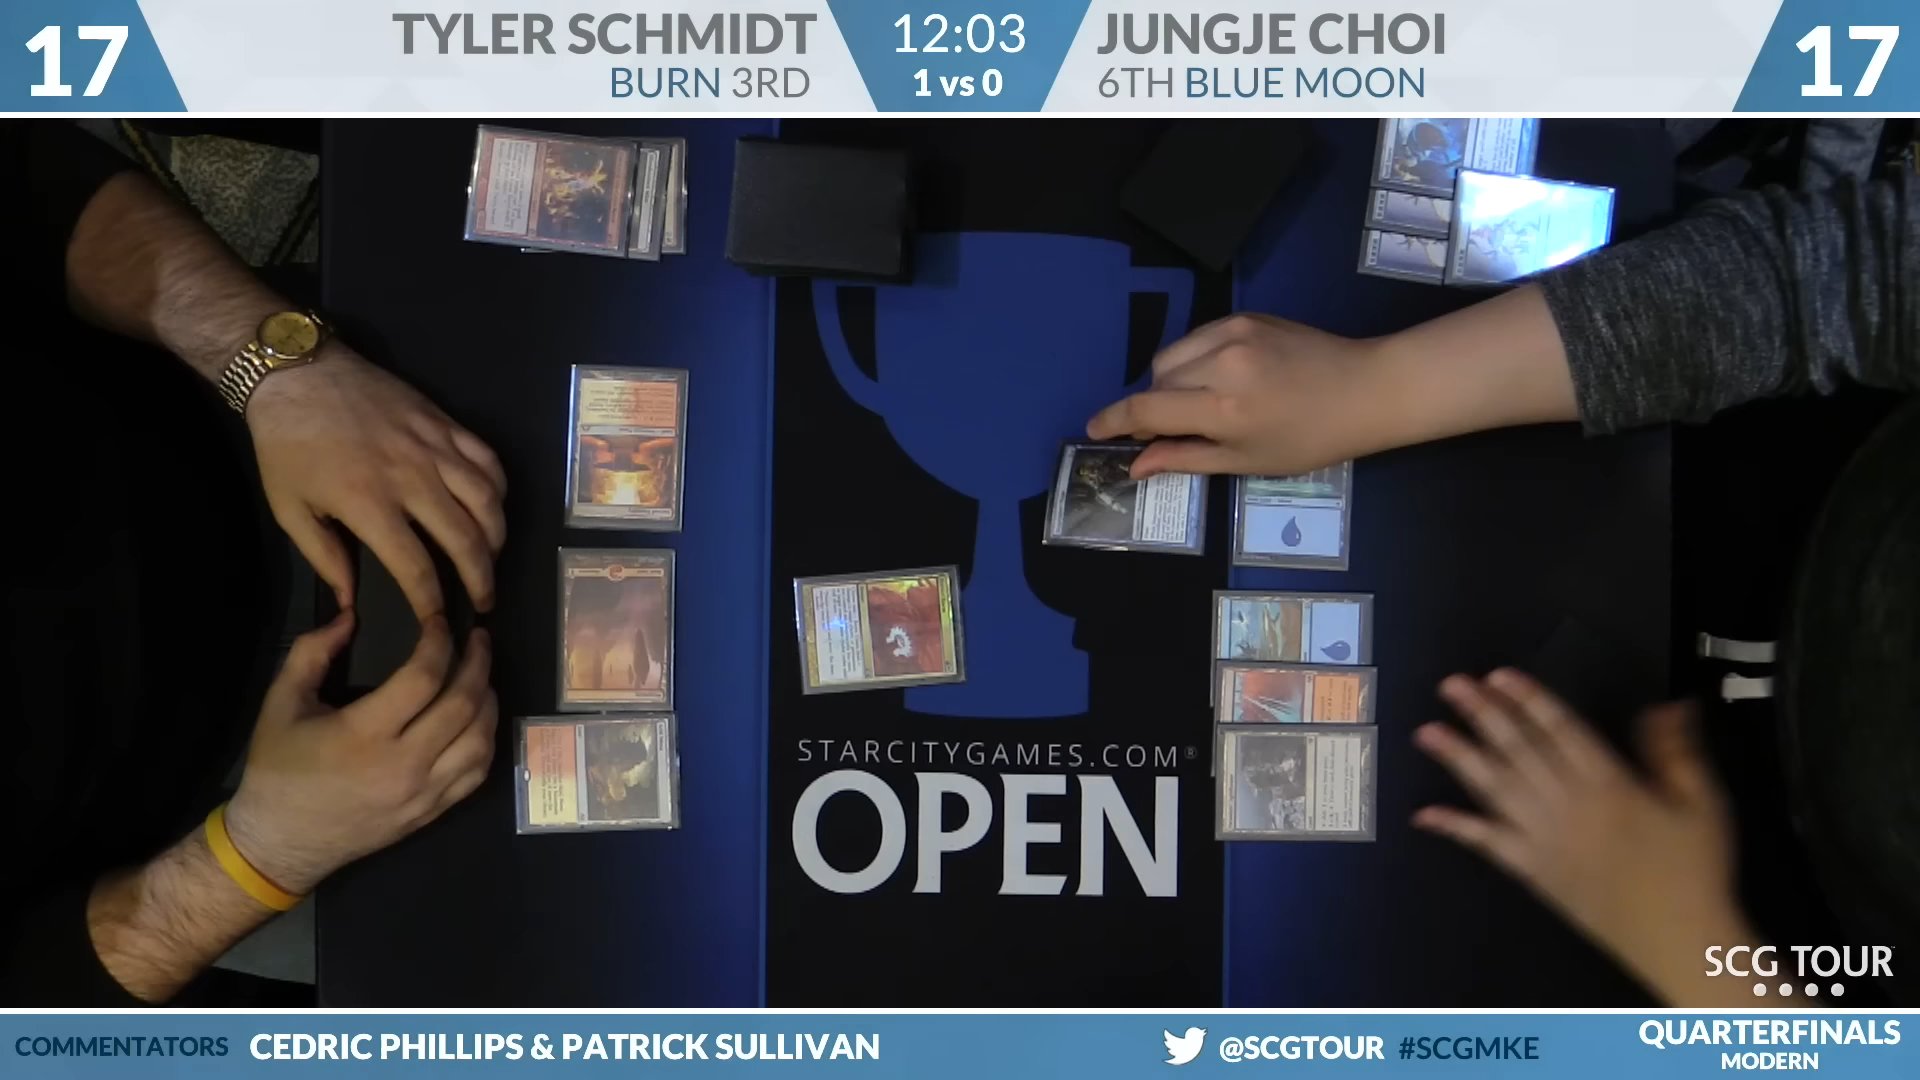 17
TYLER SCHMIDT
BURN 3RD
12:03
1 vs 0
JUNGJE CHOI
6TH BLUE MOON
17
STARCITYGAMES.COM®
OPEN
SCG TOUR
COMMENTATORS CEDRIC PHILLIPS & PATRICK SULLIVAN
@SCGTOUR #SCGMKE
QUARTERFINALS
MODERN